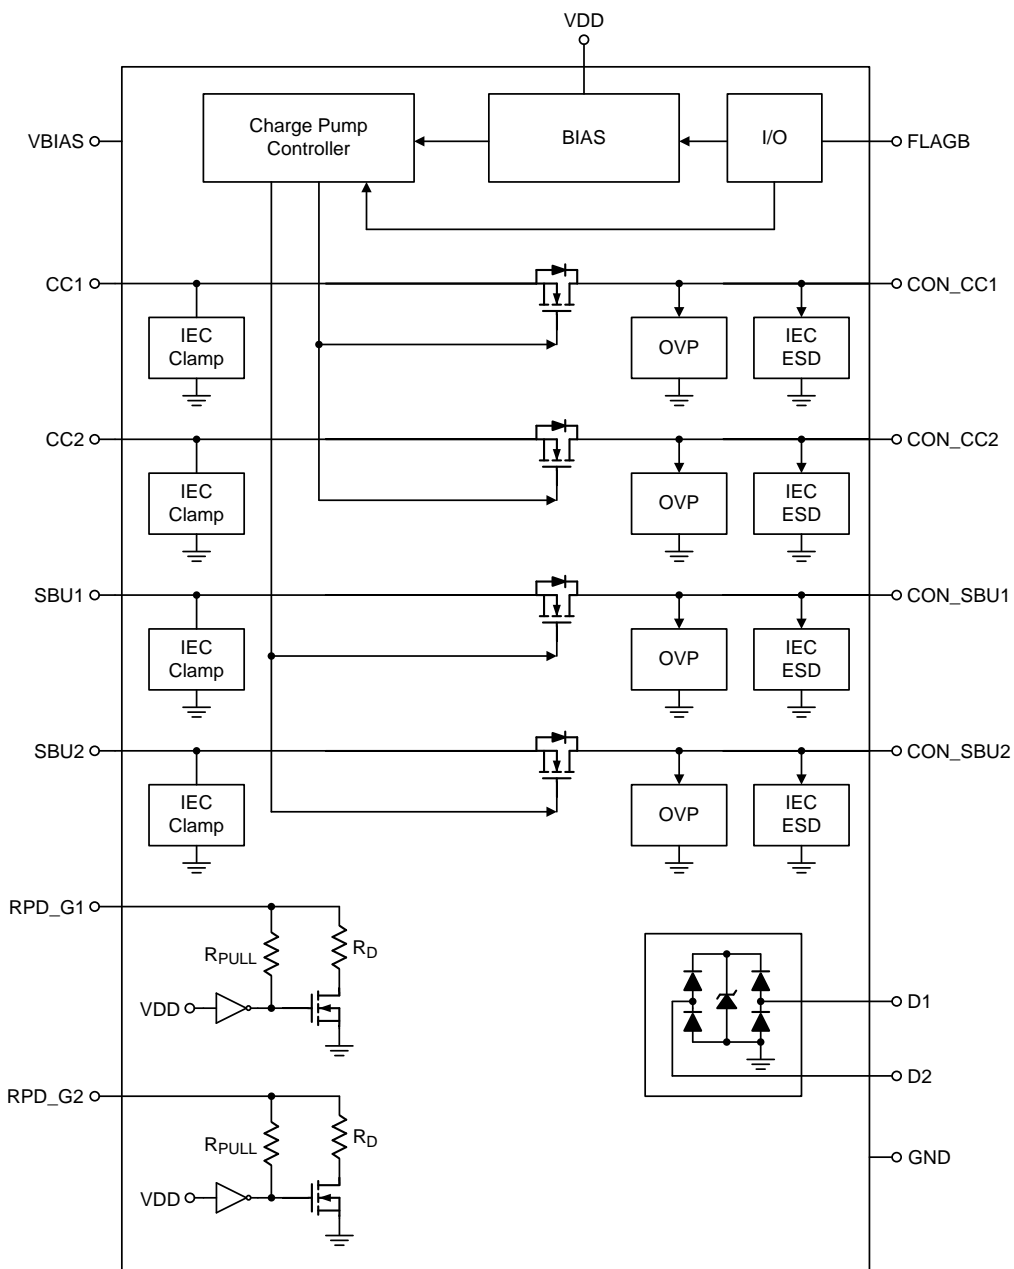 VDD
VBIAS
Charge Pump
Controller
BIAS
I/O
FLAGB
CC1
CON_CC1
IEC
Clamp
OVP
IEC
ESD
CC2
CON_CC2
IEC
Clamp
OVP
IEC
ESD
SBU1
CON_SBU1
IEC
Clamp
OVP
IEC
ESD
SBU2
CON_SBU2
IEC
Clamp
OVP
IEC
ESD
RPD_G1
RPULL
RD
VDD
D1
D2
RPD_G2
RPULL
RD
GND
VDD